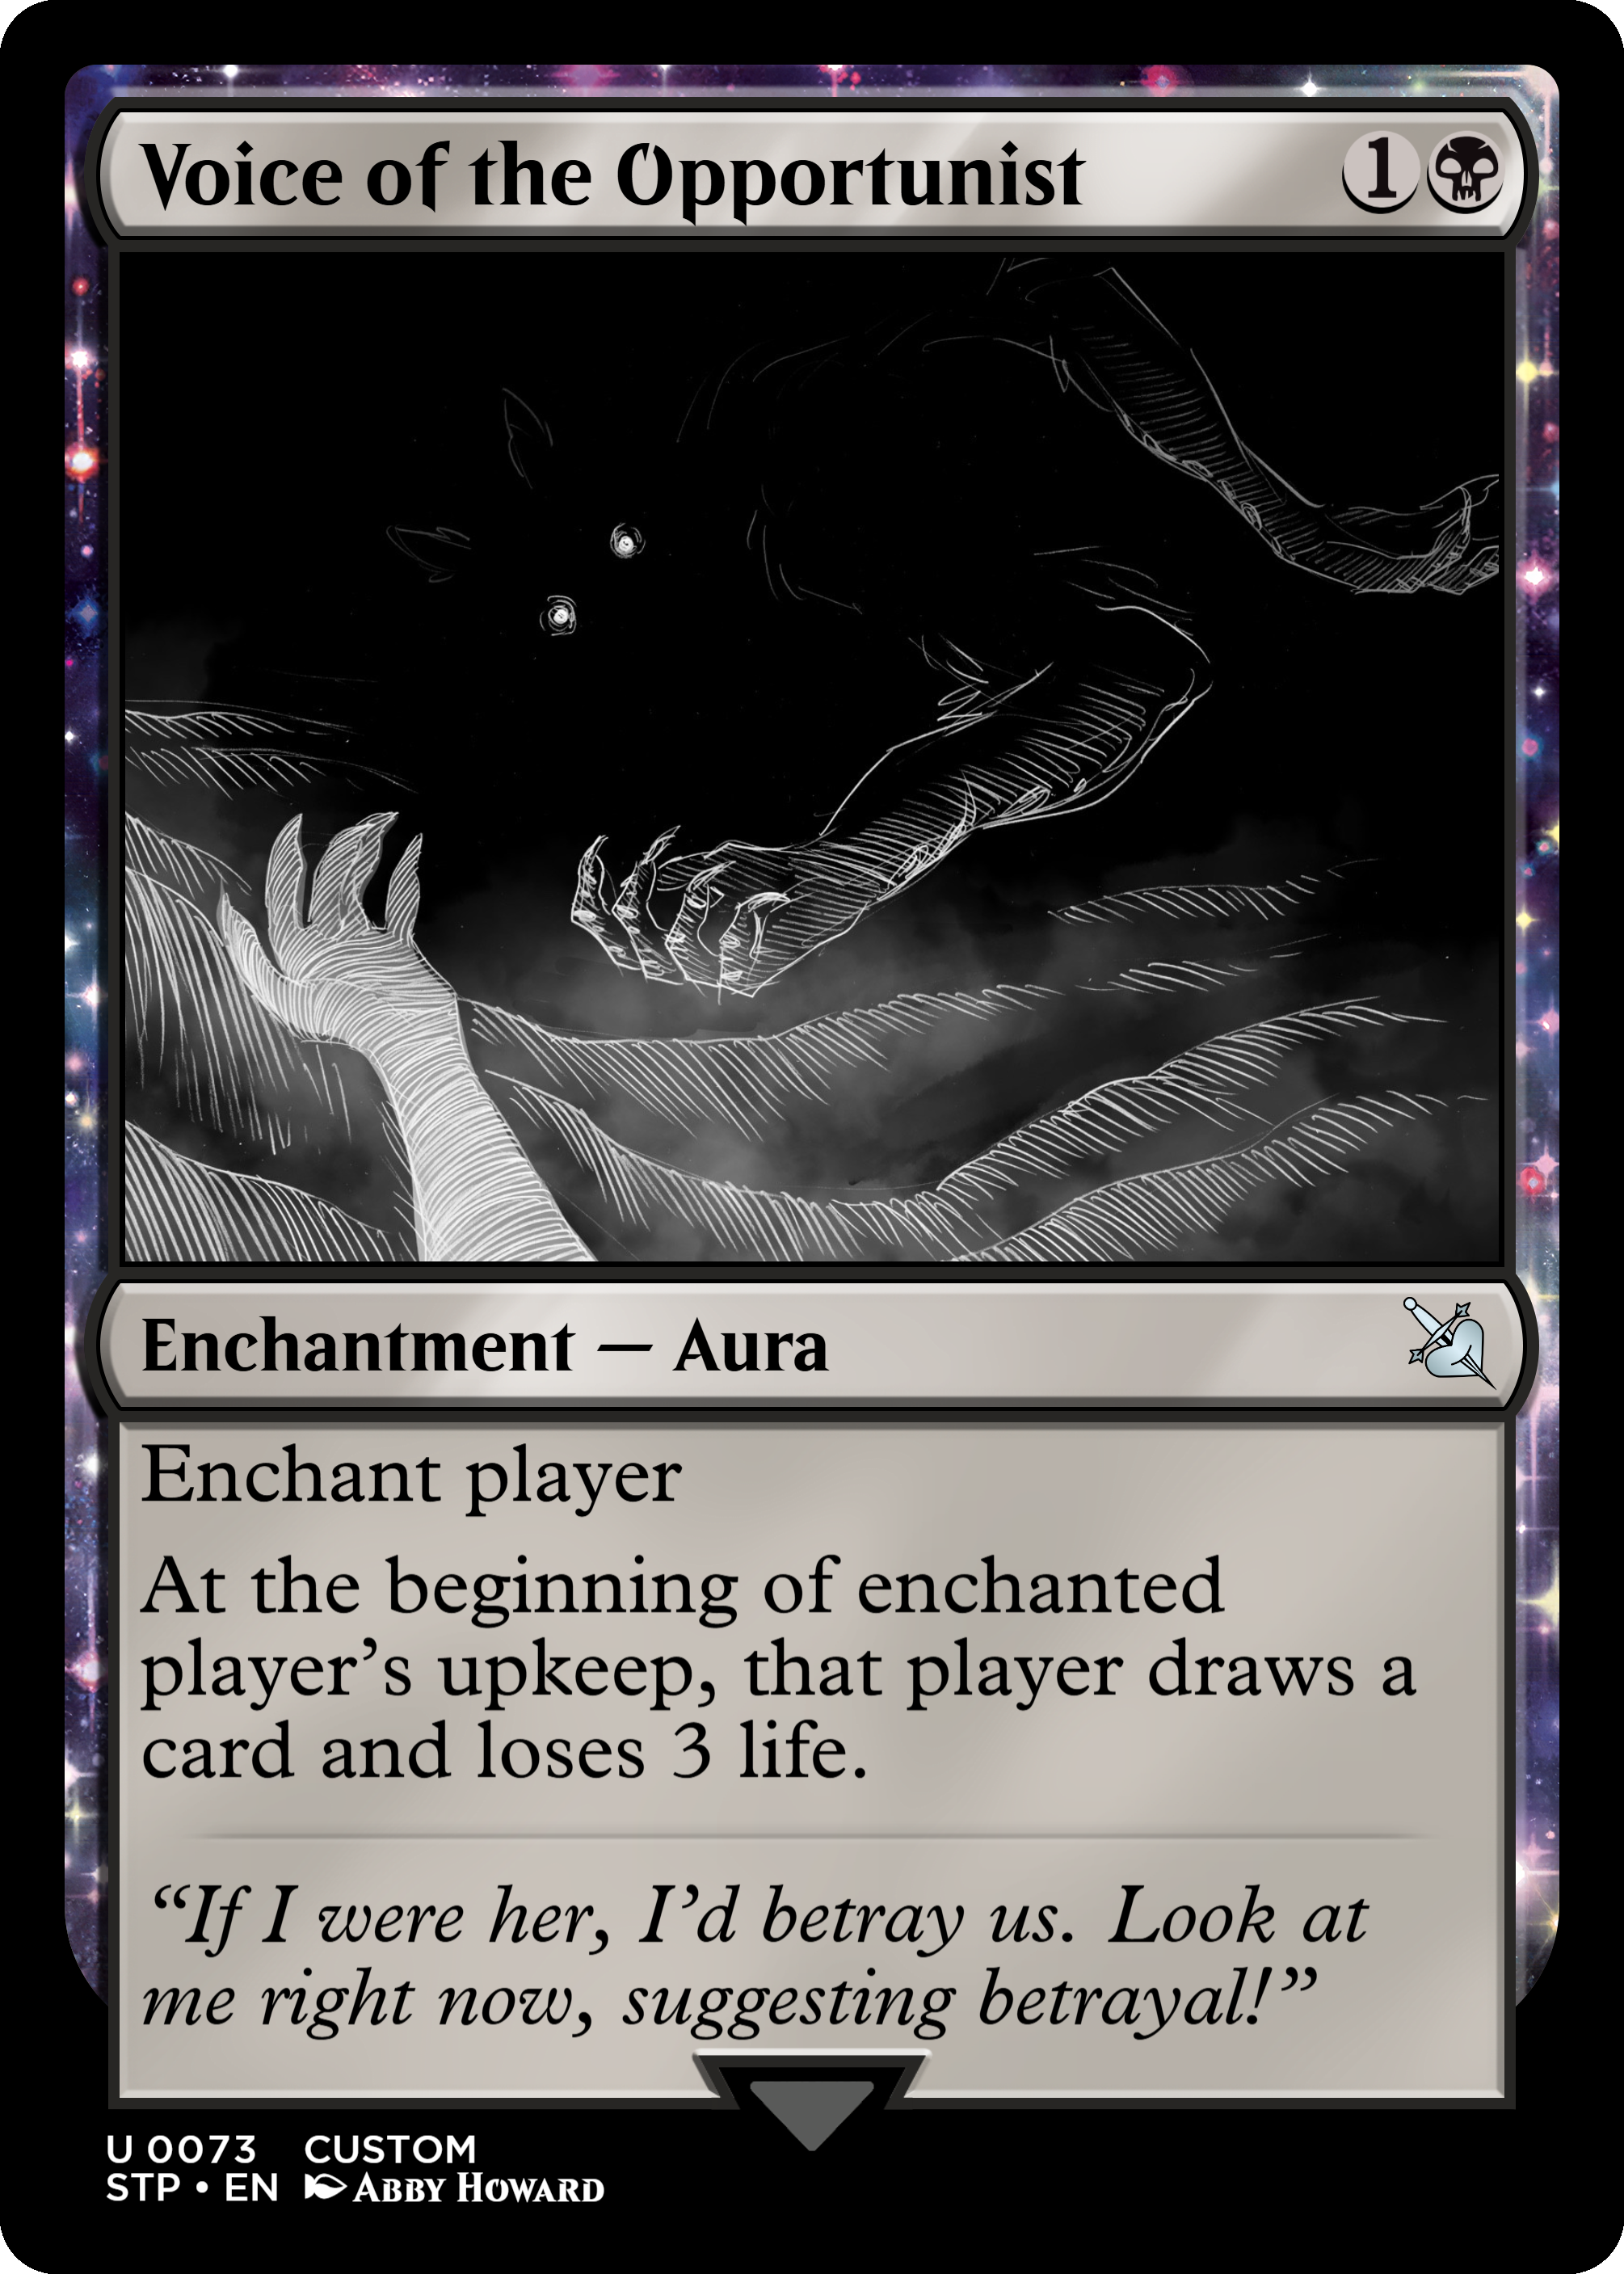 Voice of the Opportunist 1
Enchantment — Aura
Enchant player
At the beginning of enchanted
player’s upkeep, that player draws a
card and loses 3 life.
“If I were her, I’d betray us. Look at
me right now, suggesting betrayal!”
U 0073 CUSTOM
STP • EN Abby Howard